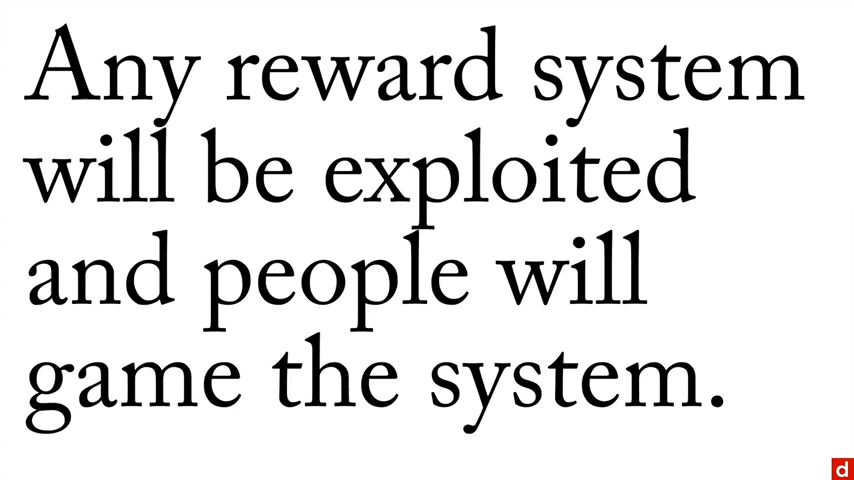 Any reward system
will be exploited
and people will
game the system.
d